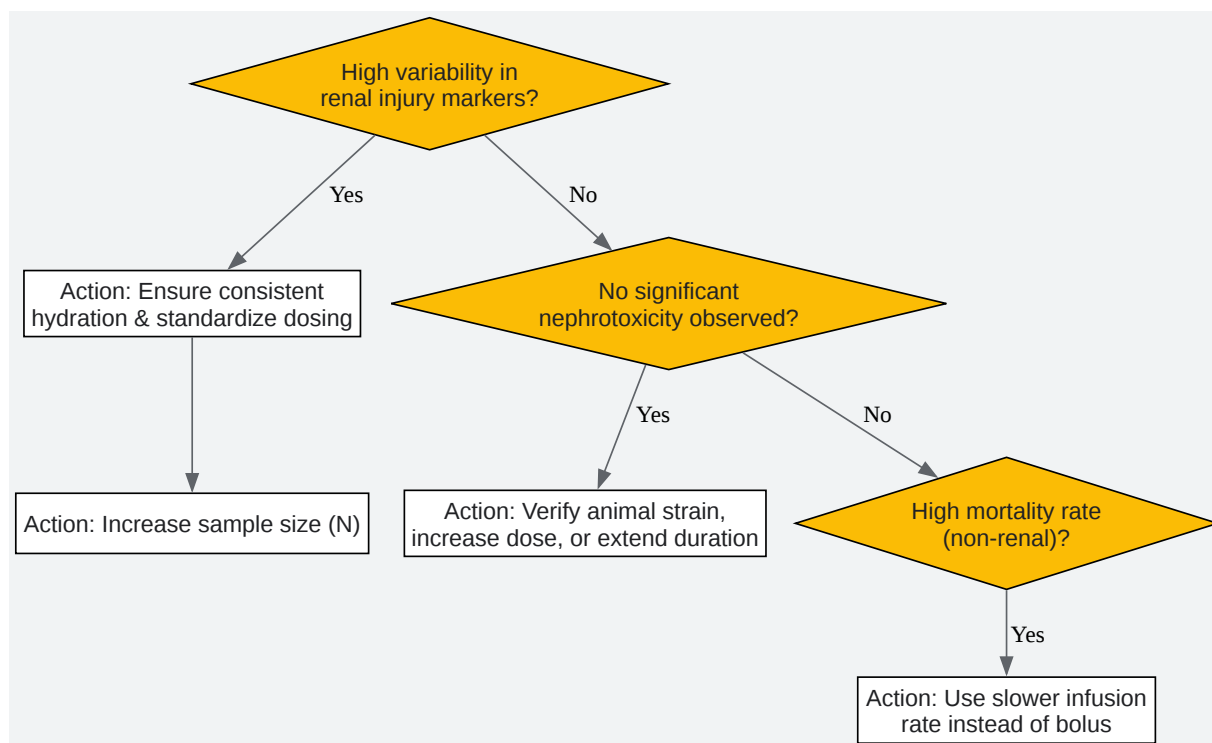 High variability in
renal injury markers?
Yes
No
Action: Ensure consistent
hydration & standardize dosing
No significant
nephrotoxicity observed?
Yes
No
Action: Increase sample size (N)
Action: Verify animal strain,
increase dose, or extend duration
High mortality rate
(non-renal)?
Yes
Action: Use slower infusion
rate instead of bolus